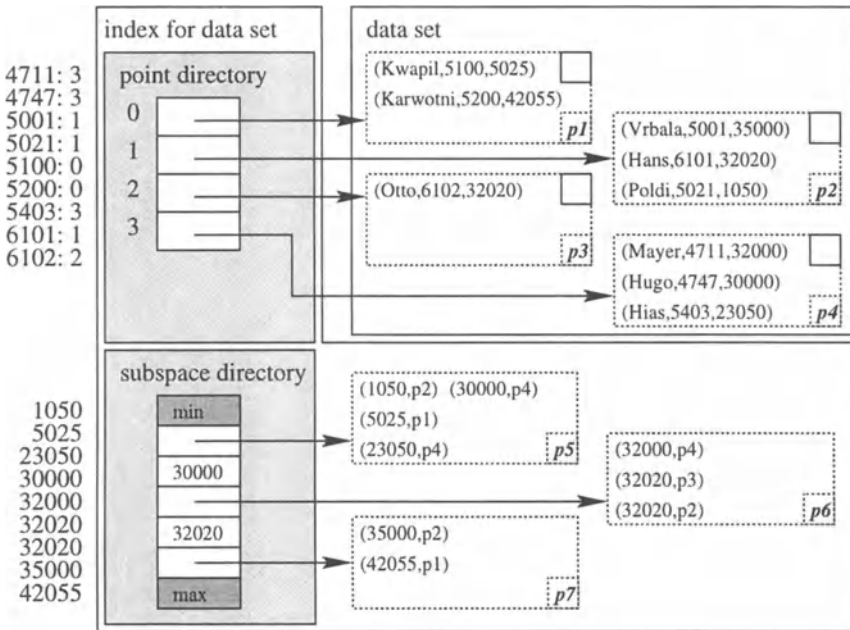 index for data set
data set
point directory
4711: 3
4747: 3
5001: 1
5021: 1
5100: 0
5200: 0
5403: 3
6101: 1
6102: 2
0
1
2
3
(Kwapil,5100,5025)
(Karwotni,5200,42055)
p1
(Vrbala,5001,35000)
(Hans,6101,32020)
(Poldi,5021,1050)
p2
(Otto,6102,32020)
p3
(Mayer,4711,32000)
(Hugo,4747,30000)
(Hias,5403,23050)
p4
subspace directory
1050
5025
23050
30000
32000
32020
32020
35000
42055
min
30000
32020
max
(1050,p2) (30000,p4)
(5025,p1)
(23050,p4)
p5
(32000,p4)
(32020,p3)
(32020,p2)
p6
(35000,p2)
(42055,p1)
p7